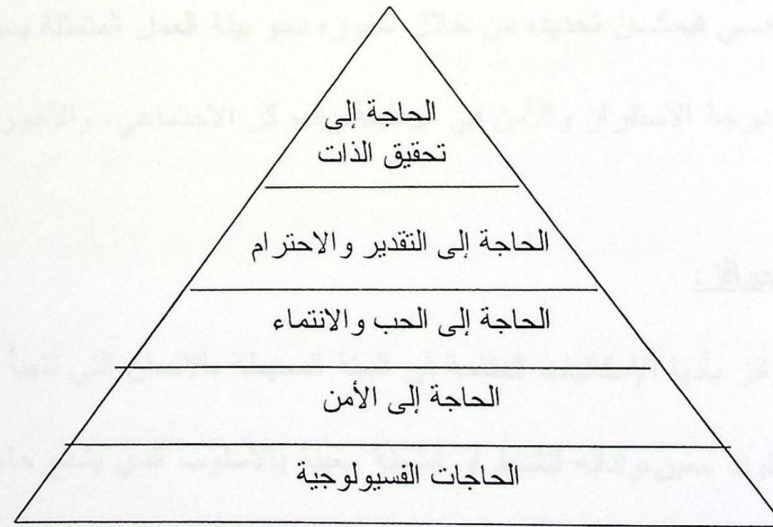 الحاجة إلى
تحقيق الذات
الحاجة إلى التقدير والاحترام
الحاجة إلى الحب والانتماء
الحاجة إلى الأمن
الحاجات الفسيولوجية